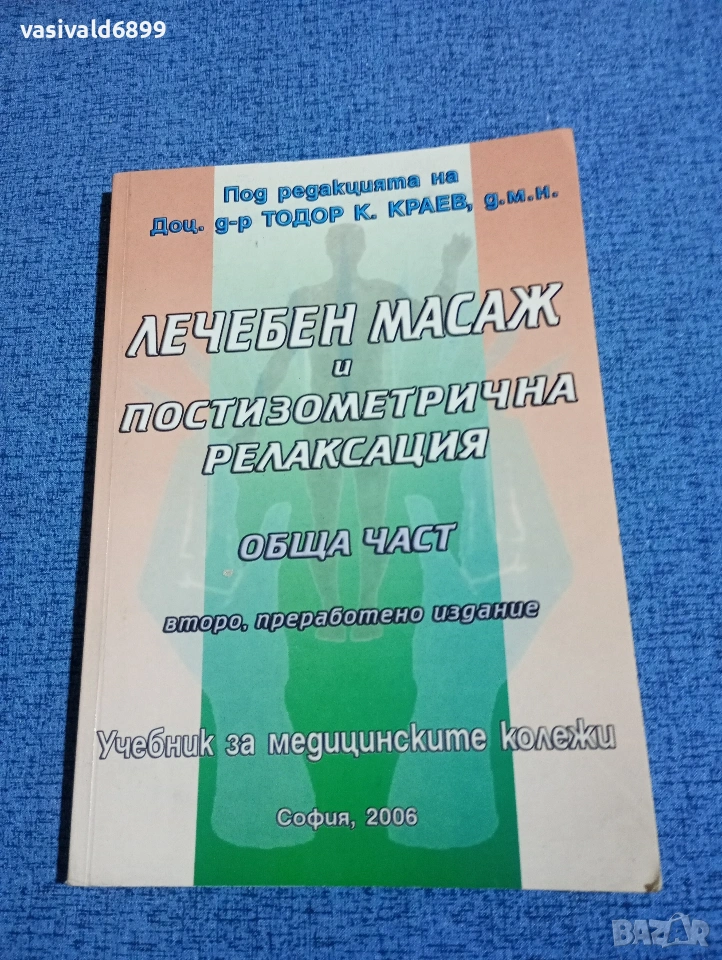 vasivald6899
Под редакцията на
Доц. д-р ТОДОР К. КРАЕВ, д.м.н.
ЛЕЧЕБЕН МАСАЖ
и
ПОСТИЗОМЕТРИЧНА
РЕЛАКСАЦИЯ
ОБЩА ЧАСТ
второ, преработено издание
Учебник за медицинските колежи
София, 2006
BAZAR